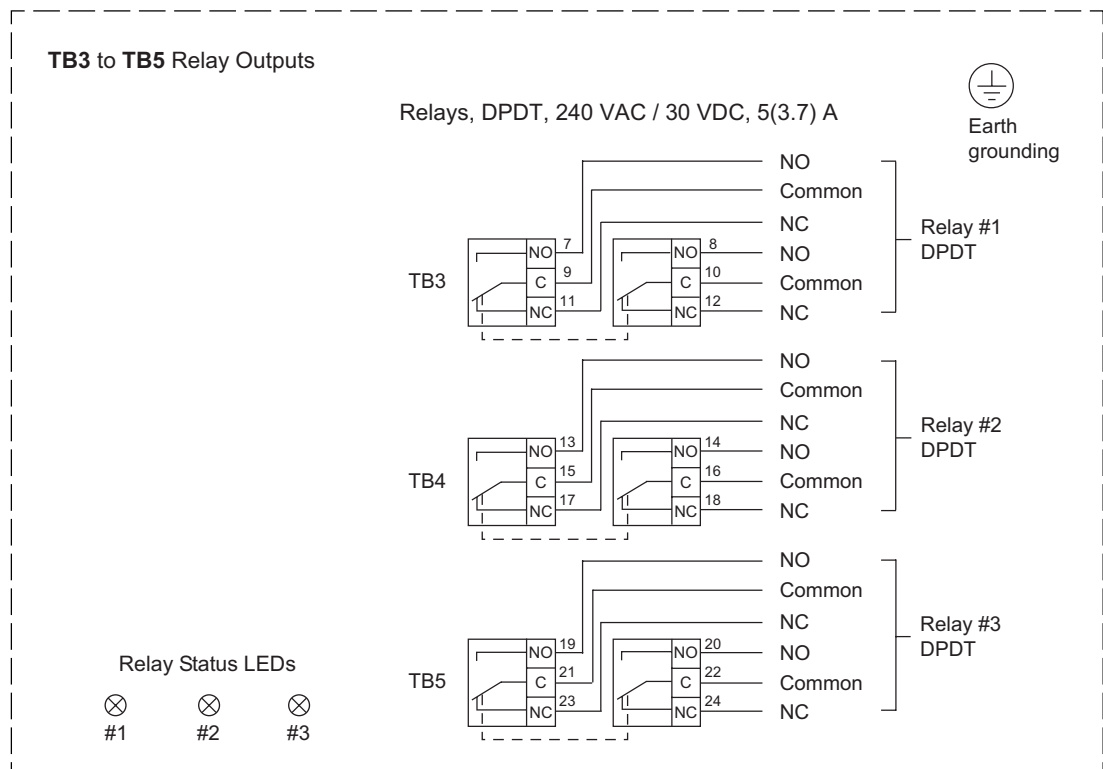 TB3 to TB5 Relay Outputs
Relays, DPDT, 240 VAC / 30 VDC, 5(3.7) A
Earth
grounding
NO
Common
NC
TB3
NO 7
C 9
NC 11
NO 8 NO
C 10 Common
NC 12 NC
Relay #1
DPDT
NO
Common
NC
TB4
NO 13
C 15
NC 17
NO 14 NO
C 16 Common
NC 18 NC
Relay #2
DPDT
NO
Common
NC
TB5
NO 19
C 21
NC 23
NO 20 NO
C 22 Common
NC 24 NC
Relay #3
DPDT
Relay Status LEDs
#1 #2 #3